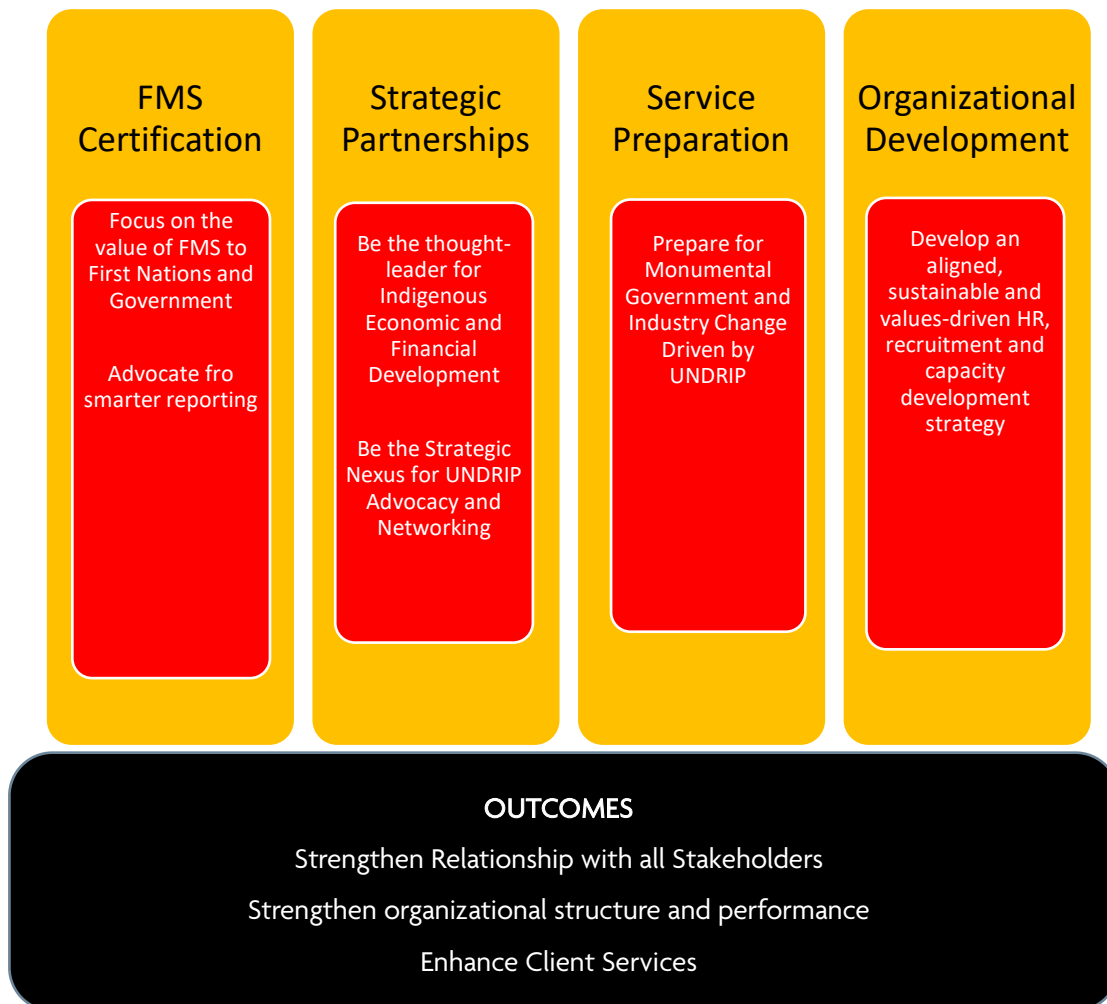 FMS
Certification
Focus on the
value of FMS to
First Nations and
Government
Advocate fro
smarter reporting
Strategic
Partnerships
Be the thought-
leader for
Indigenous
Economic and
Financial
Development
Be the Strategic
Nexus for UNDRIP
Advocacy and
Networking
Service
Preparation
Prepare for
Monumental
Government and
Industry Change
Driven by
UNDRIP
Organizational
Development
Develop an
aligned,
sustainable and
values-driven HR,
recruitment and
capacity
development
strategy
OUTCOMES
Strengthen Relationship with all Stakeholders
Strengthen organizational structure and performance
Enhance Client Services